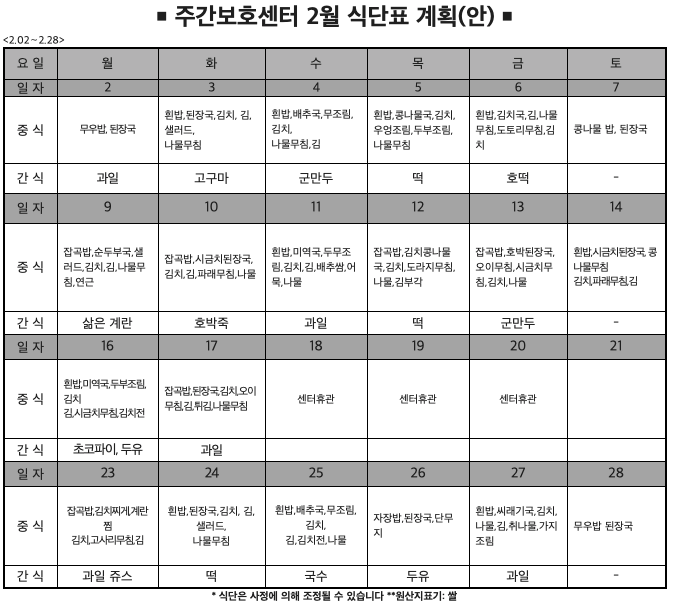 ▪ 주간보호센터 2월 식단표 계획(안) ▪
<2.02~2.28>
요 일 월 화 수 목 금 토
일 자 2 3 4 5 6 7
중 식
무우밥, 된장국
흰밥,된장국,김치, 김,
샐러드,
나물무침
흰밥,배추국,무조림,
김치,
나물무침,김
흰밥,콩나물국,김치,
우엉조림,두부조림,
나물무침
흰밥,김치국,김,나물
무침,도토리무침,김
치
콩나물 밥, 된장국
간 식 과일 고구마 군만두 떡 호떡 -
일 자 9 10 11 12 13 14
중 식
잡곡밥,순두부국,샐
러드,김치,김,나물무
침,연근
잡곡밥,시금치된장국,
김치,김,파래무침,나물
흰밥,미역국,두무조
림,김치,김,배추쌈,어
묵,나물
잡곡밥,김치콩나물
국,김치,도라지무침,
나물,김부각
잡곡밥,호박된장국,
오이무침,시금치무
침,김치,나물
흰밥,시금치된장국, 콩
나물무침
김치,파래무침,김
간 식 삶은 계란 호박죽 과일 떡 군만두 -
일 자 16 17 18 19 20 21
중 식
흰밥,미역국,두부조림,
김치
김,시금치무침,김치전
잡곡밥,된장국,김치,오이
무침,김,튀김,나물무침
센터휴관
센터휴관
센터휴관
간 식 초코파이, 두유 과일
일 자 23 24 25 26 27 28
중 식
잡곡밥,김치찌게,계란
찜
김치,고사리무침,김
흰밥,된장국,김치, 김,
샐러드,
나물무침
흰밥,배추국,무조림,
김치,
김,김치전,나물
자장밥,된장국,단무
지
흰밥,씨래기국,김치,
나물,김,취나물,가지
조림
무우밥 된장국
간 식 과일 쥬스 떡 국수 두유 과일 -
* 식단은 사정에 의해 조정될 수 있습니다 **원산지표기: 쌀